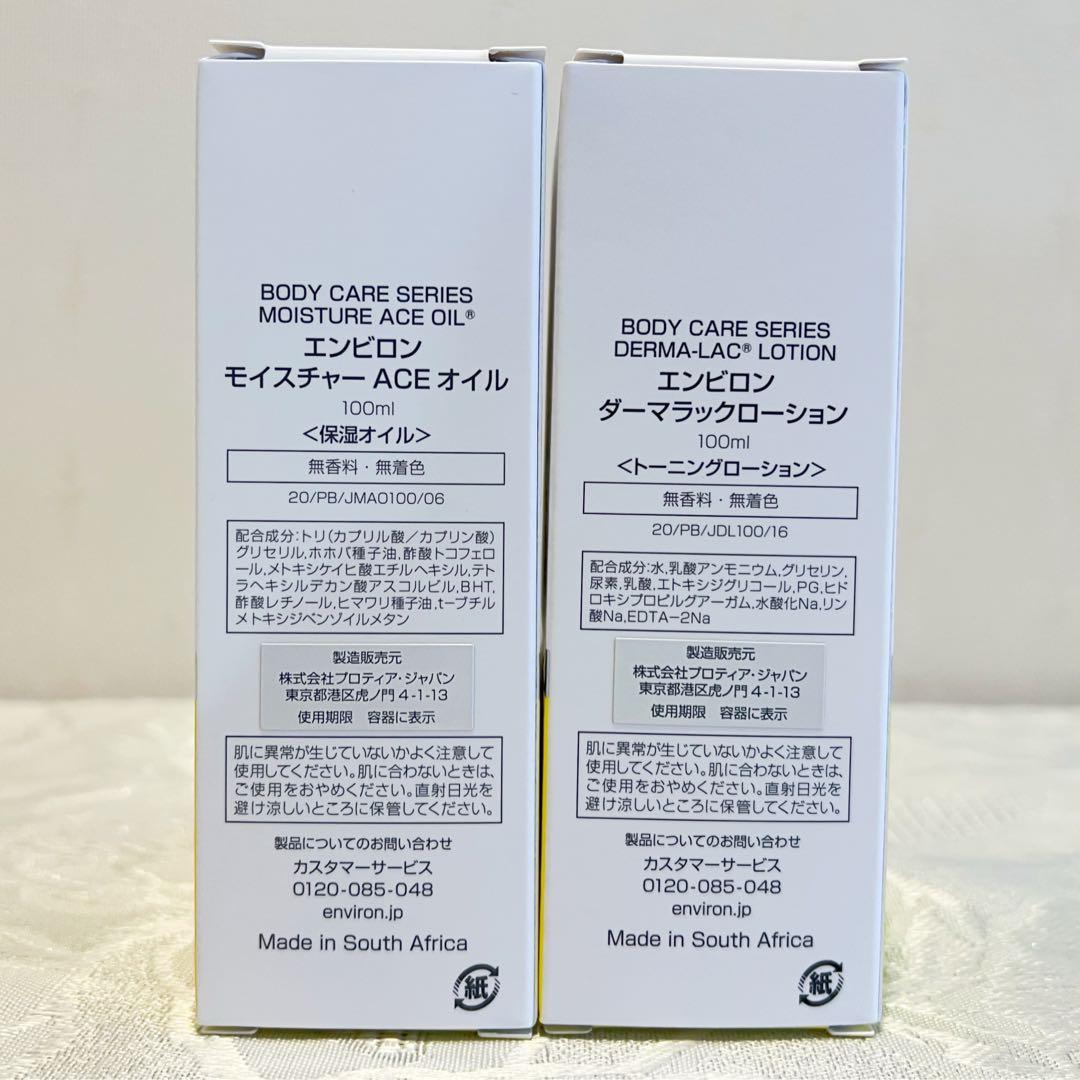 BODY CARE SERIES
MOISTURE ACE OIL®
エンビロン
モイスチャー ACE オイル
100ml
<保湿オイル>
無香料・無着色
20/PB/JMAO100/06
配合成分:トリ(カプリル酸/カプリン酸)
グリセリル,ホホバ種子油,酢酸トコフェロ
ール,メトキシケイヒ酸エチルヘキシル,テト
ラヘキシルデカン酸アスコルビル,BHT,
酢酸レチノール,ヒマワリ種子油,t-ブチル
メトキシジベンゾイルメタン
製造販売元
株式会社プロティア・ジャパン
東京都港区虎ノ門 4-1-13
使用期限 容器に表示
肌に異常が生じていないかよく注意して
使用してください。肌に合わないときは、
ご使用をおやめください。直射日光を
避け涼しいところに保管してください。
製品についてのお問い合わせ
カスタマーサービス
0120-085-048
environ.jp
Made in South Africa
紙
BODY CARE SERIES
DERMA-LAC® LOTION
エンビロン
ダーマラックローション
100ml
<トーニングローション>
無香料・無着色
20/PB/JDL100/16
配合成分:水,乳酸アンモニウム,グリセリン,
尿素,乳酸,エトキシジグリコール,PG,ヒド
ロキシプロピルグアーガム,水酸化Na,リン
酸Na,EDTA-2Na
製造販売元
株式会社プロティア・ジャパン
東京都港区虎ノ門 4-1-13
使用期限 容器に表示
肌に異常が生じていないかよく注意して
使用してください。肌に合わないときは、
ご使用をおやめください。直射日光を
避け涼しいところに保管してください。
製品についてのお問い合わせ
カスタマーサービス
0120-085-048
environ.jp
Made in South Africa
紙